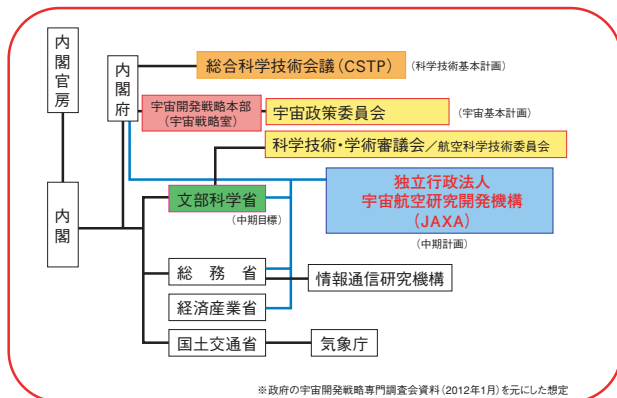 内閣官房
内閣府
総合科学技術会議(CSTP)
(科学技術基本計画)
宇宙開発戦略本部
(宇宙戦略室)
宇宙政策委員会
(宇宙基本計画)
科学技術・学術審議会／航空科学技術委員会
内閣
文部科学省
(中期目標)
独立行政法人
宇宙航空研究開発機構
(JAXA)
(中期計画)
総務省
情報通信研究機構
経済産業省
国土交通省
気象庁
※政府の宇宙開発戦略専門調査会資料(2012年1月)を元にした想定